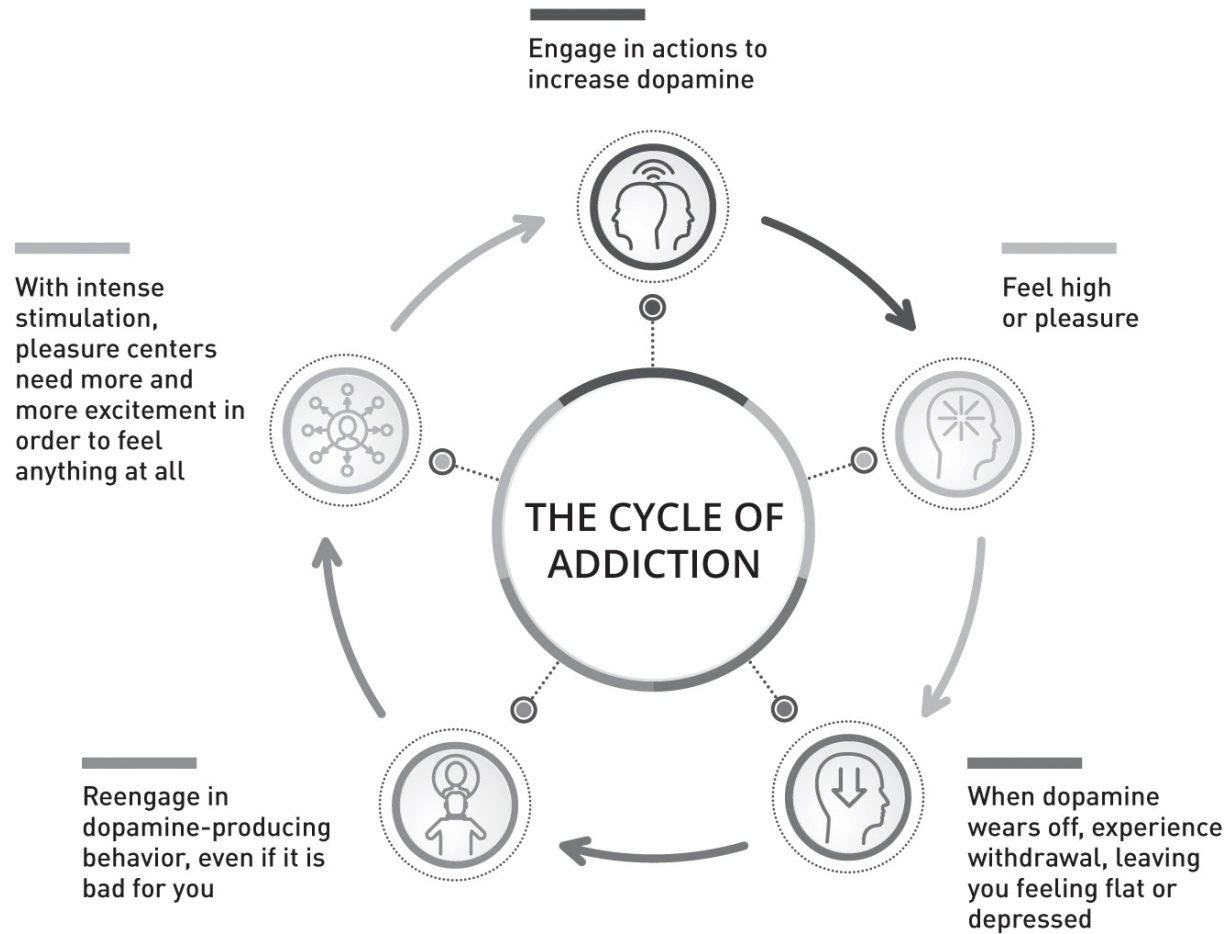 Engage in actions to
increase dopamine
Feel high
or pleasure
When dopamine
wears off, experience
withdrawal, leaving
you feeling flat or
depressed
Reengage in
dopamine-producing
behavior, even if it is
bad for you
With intense
stimulation,
pleasure centers
need more and
more excitement in
order to feel
anything at all
THE CYCLE OF
ADDICTION